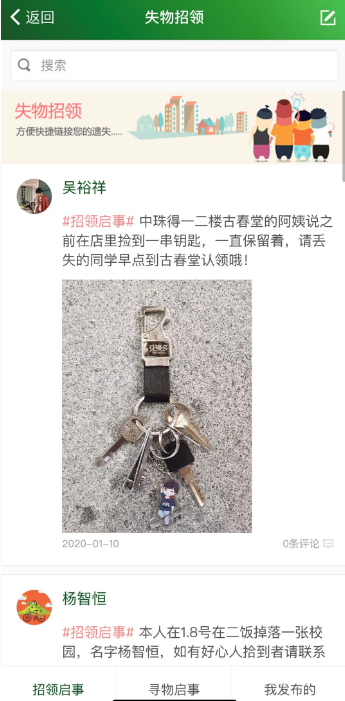 返回
失物招领
搜索
失物招领
方便快捷链接您的遗失.....
吴裕祥
#招领启事# 中珠得一二楼古春堂的阿姨说之
前在店里捡到一串钥匙，一直保留着，请丢
失的同学早点到古春堂认领哦！
2020-01-10
0条评论
杨智恒
#招领启事# 本人在1.8号在二饭掉落一张校
园，名字杨智恒，如有好心人拾到者请联系
招领启事
寻物启事
我发布的